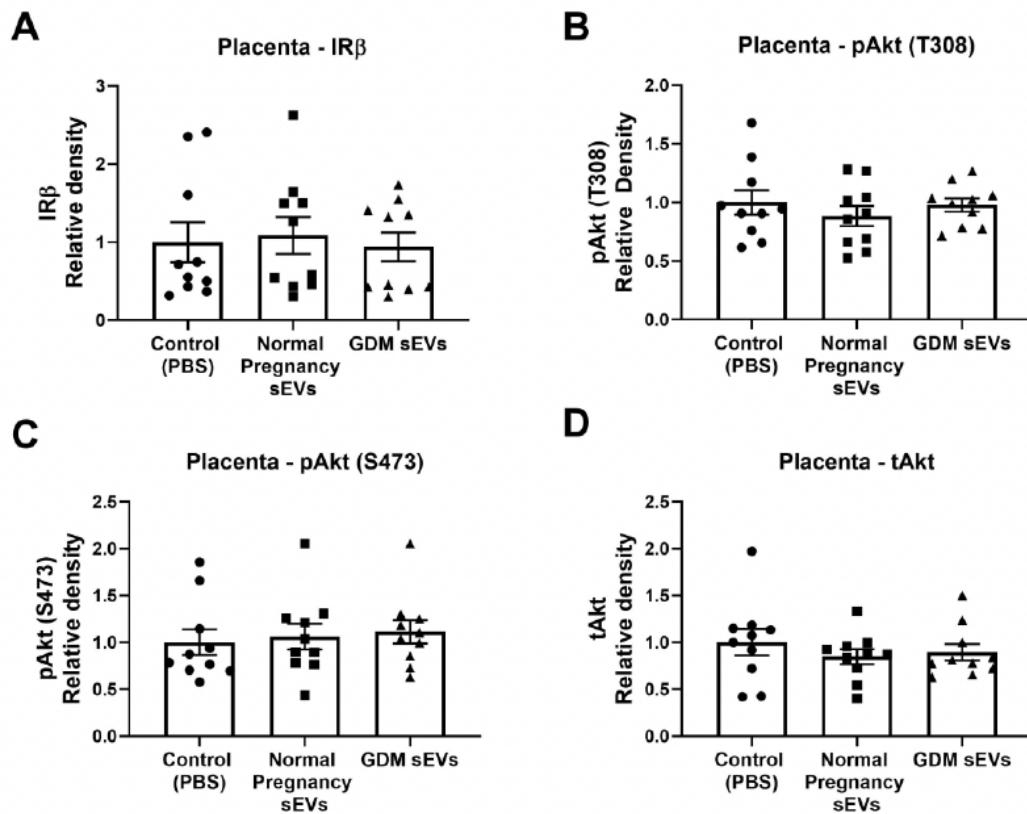 A
Placenta - IRβ
IRβ
Relative density
3
2
1
0
Control
(PBS)
Normal
Pregnancy
sEVs
GDM sEVs
B
Placenta - pAkt (T308)
pAkt (T308)
Relative Density
2.0
1.5
1.0
0.5
0.0
Control
(PBS)
Normal
Pregnancy
sEVs
GDM sEVs
C
Placenta - pAkt (S473)
pAkt (S473)
Relative density
2.5
2.0
1.5
1.0
0.5
0.0
Control
(PBS)
Normal
Pregnancy
sEVs
GDM sEVs
D
Placenta - tAkt
tAkt
Relative density
2.5
2.0
1.5
1.0
0.5
0.0
Control
(PBS)
Normal
Pregnancy
sEVs
GDM sEVs